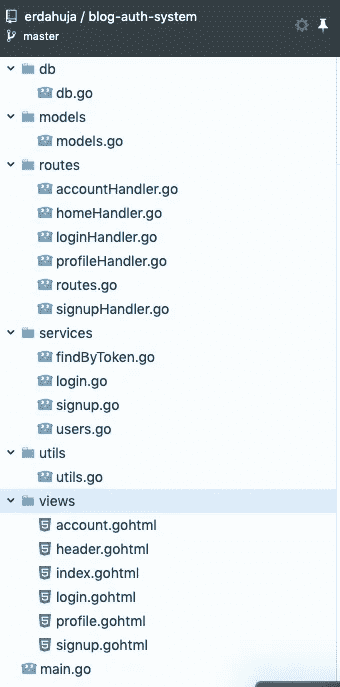 erdahuja / blog-auth-system
master
db
db.go
models
models.go
routes
accountHandler.go
homeHandler.go
loginHandler.go
profileHandler.go
routes.go
signupHandler.go
services
findByToken.go
login.go
signup.go
users.go
utils
utils.go
views
account.gohtml
header.gohtml
index.gohtml
login.gohtml
profile.gohtml
signup.gohtml
main.go